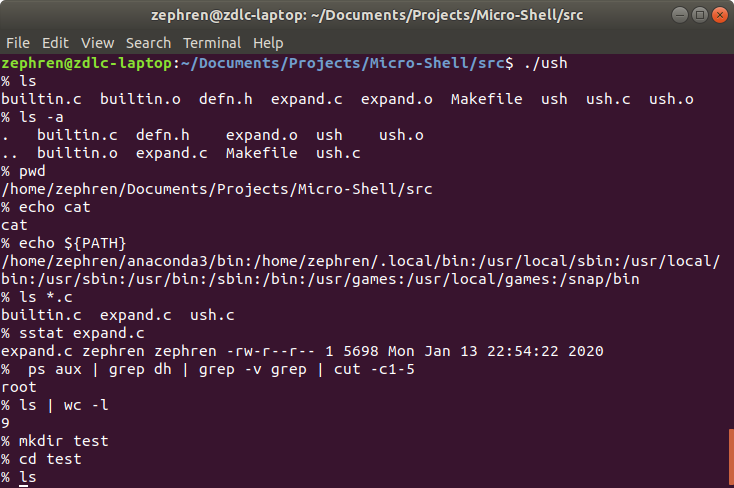 zephren@zdlc-laptop: ~/Documents/Projects/Micro-Shell/src
File Edit View Search Terminal Help
zephren@zdlc-laptop:~/Documents/Projects/Micro-Shell/src$ ./ush
% ls
builtin.c  builtin.o  defn.h  expand.c  expand.o  Makefile  ush  ush.c  ush.o
% ls -a
.   builtin.c  defn.h    expand.o  ush    ush.o
..  builtin.o  expand.c  Makefile  ush.c
% pwd
/home/zephren/Documents/Projects/Micro-Shell/src
% echo cat
cat
% echo ${PATH}
/home/zephren/anaconda3/bin:/home/zephren/.local/bin:/usr/local/sbin:/usr/local/
bin:/usr/sbin:/usr/bin:/sbin:/bin:/usr/games:/usr/local/games:/snap/bin
% ls *.c
builtin.c  expand.c  ush.c
% sstat expand.c
expand.c zephren zephren -rw-r--r-- 1 5698 Mon Jan 13 22:54:22 2020
%  ps aux | grep dh | grep -v grep | cut -c1-5
root
% ls | wc -l
9
% mkdir test
% cd test
% ls